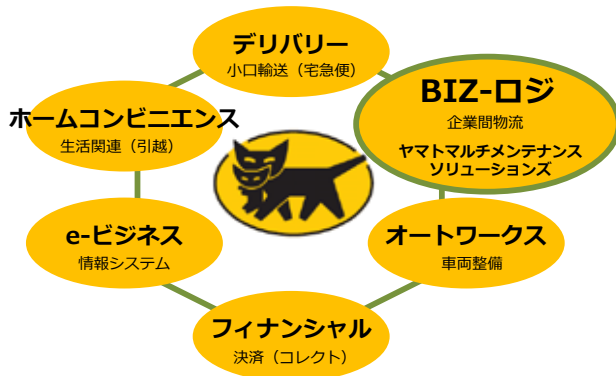 デリバリー
小口輸送（宅急便）
BIZ-ロジ
企業間物流
ヤマトマルチメンテナンス
ソリューションズ
ホームコンビニエンス
生活関連（引越）
e-ビジネス
情報システム
オートワークス
車両整備
フィナンシャル
決済（コレクト）